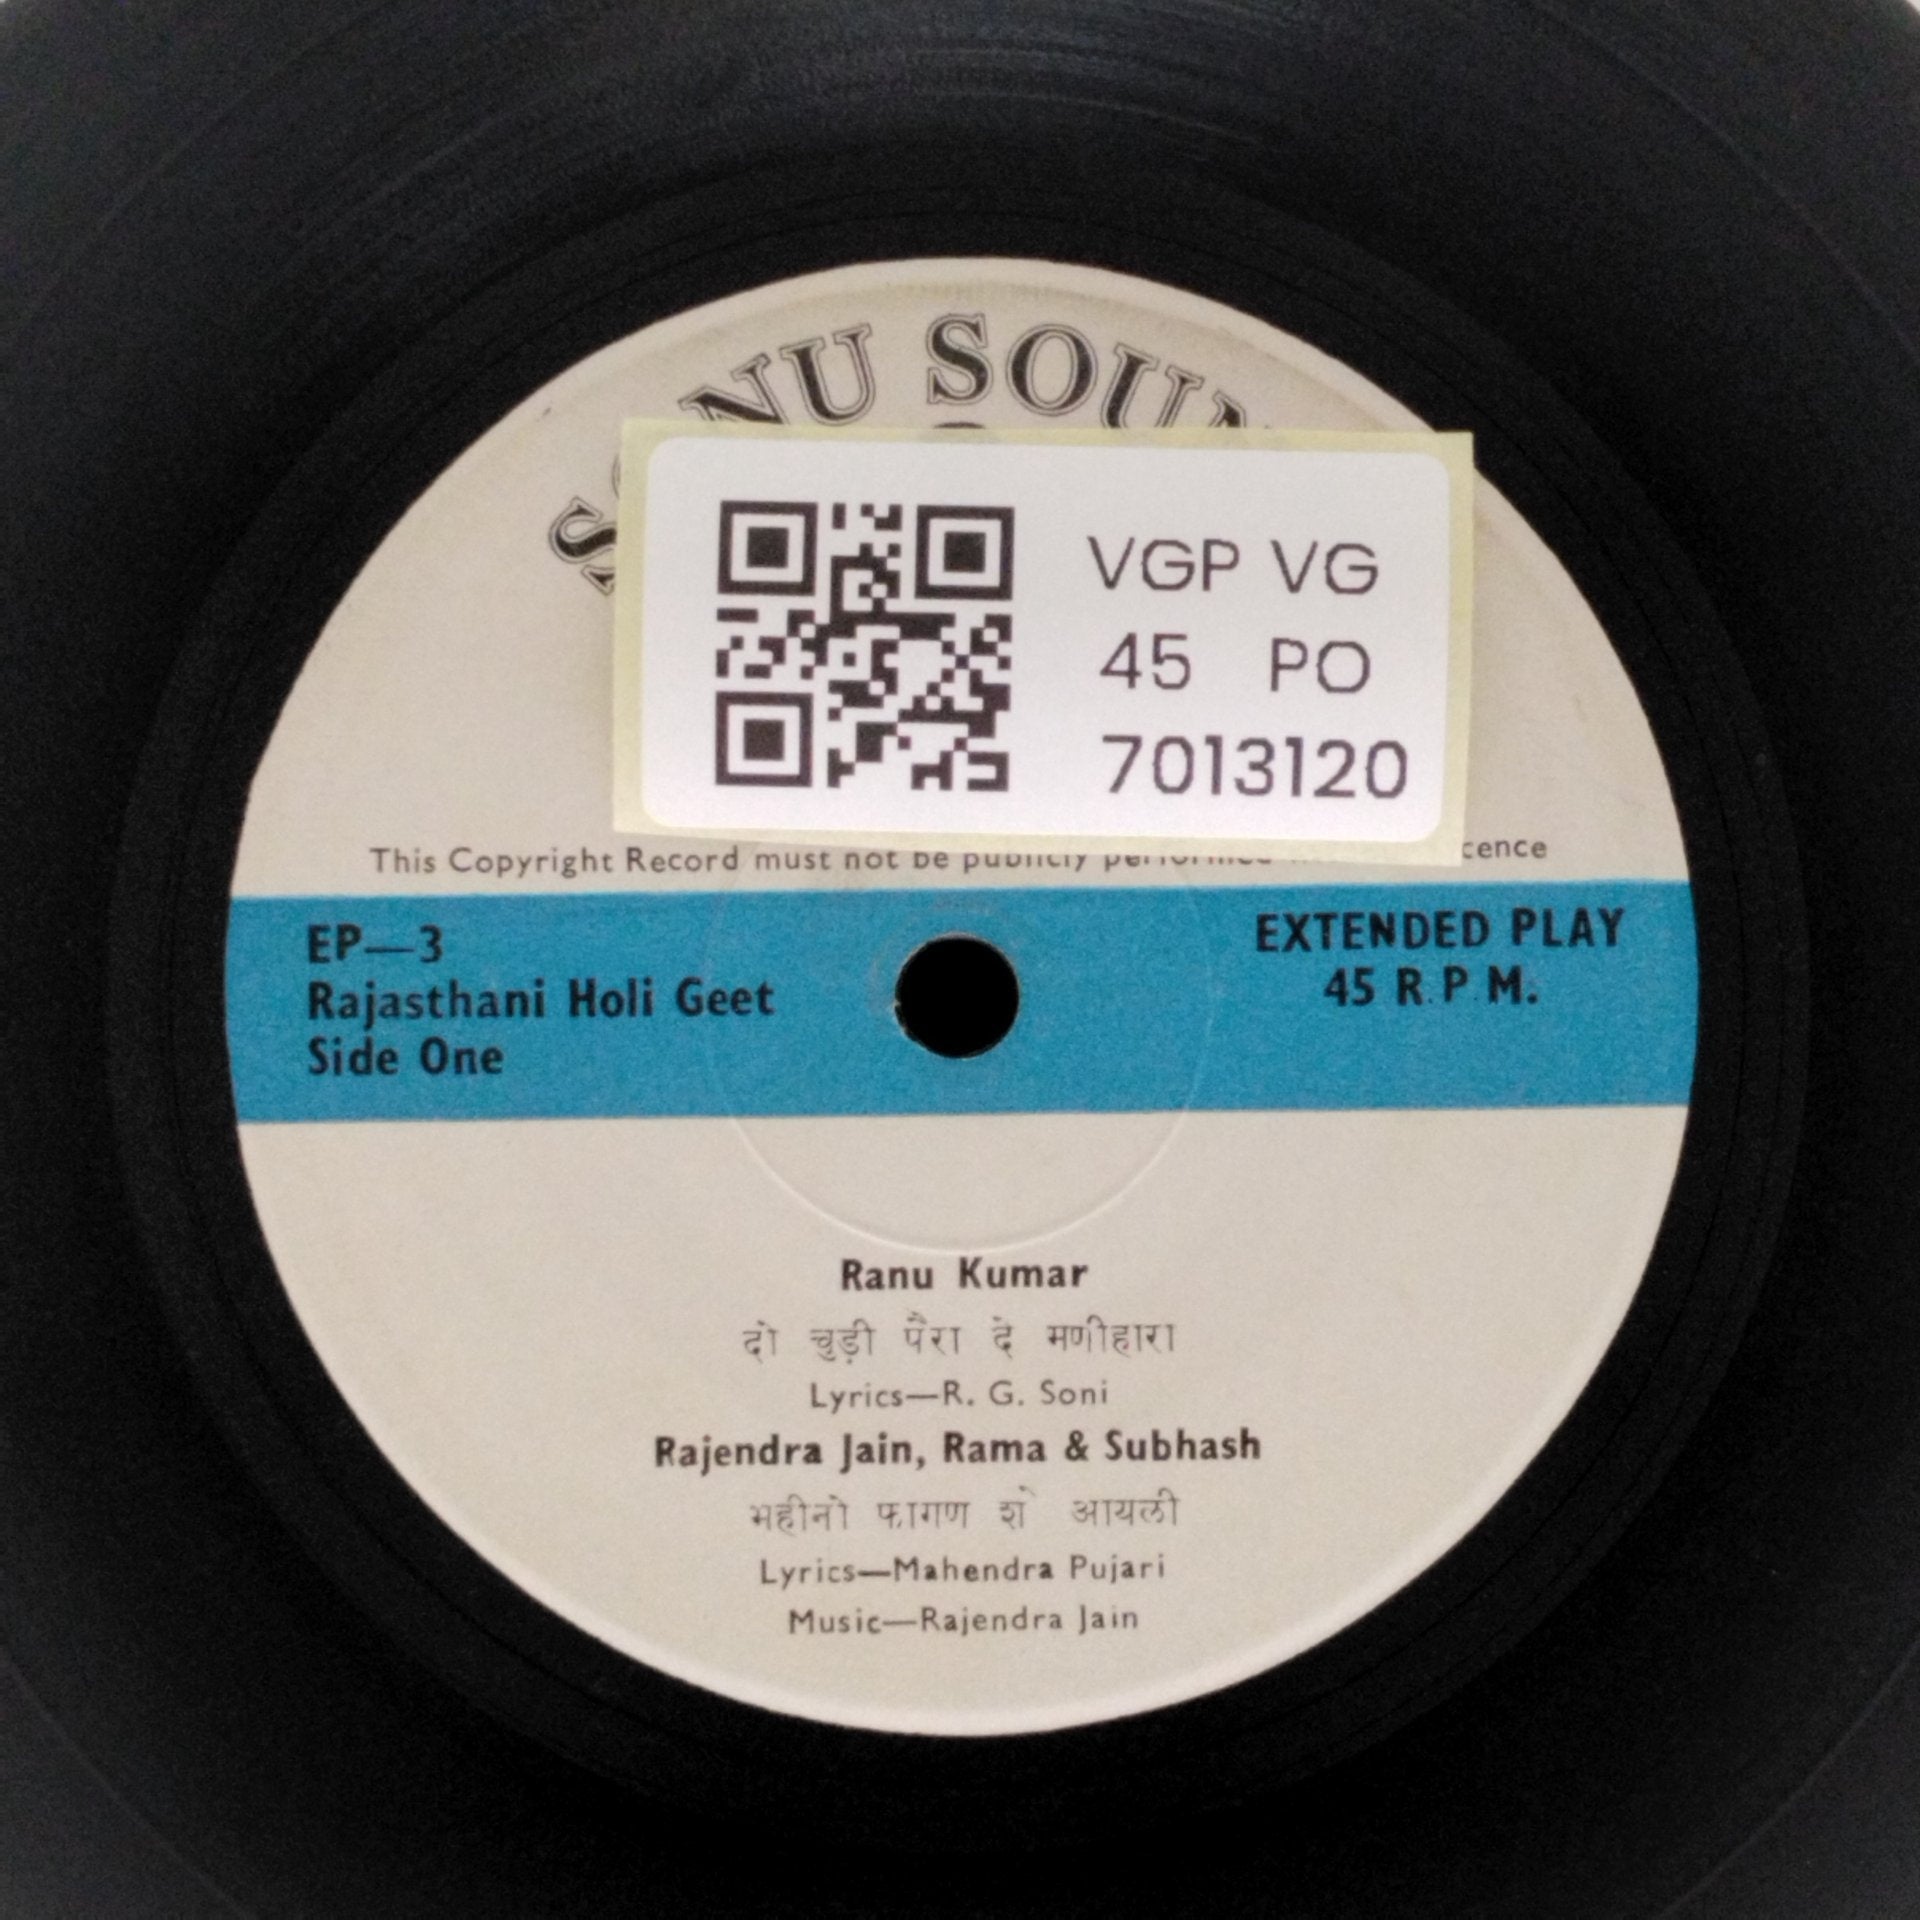 NU SOU
VGP VG
45 PO
7013120
This Copyright Record must not be publicly performed
EP—3
Rajasthani Holi Geet
Side One
EXTENDED PLAY
45 R.P.M.
Ranu Kumar
दो चुड़ी पैरा दे मणीहारा
Lyrics—R. G. Soni
Rajendra Jain, Rama & Subhash
महीनो फागण शे आयली
Lyrics—Mahendra Pujari
Music—Rajendra Jain